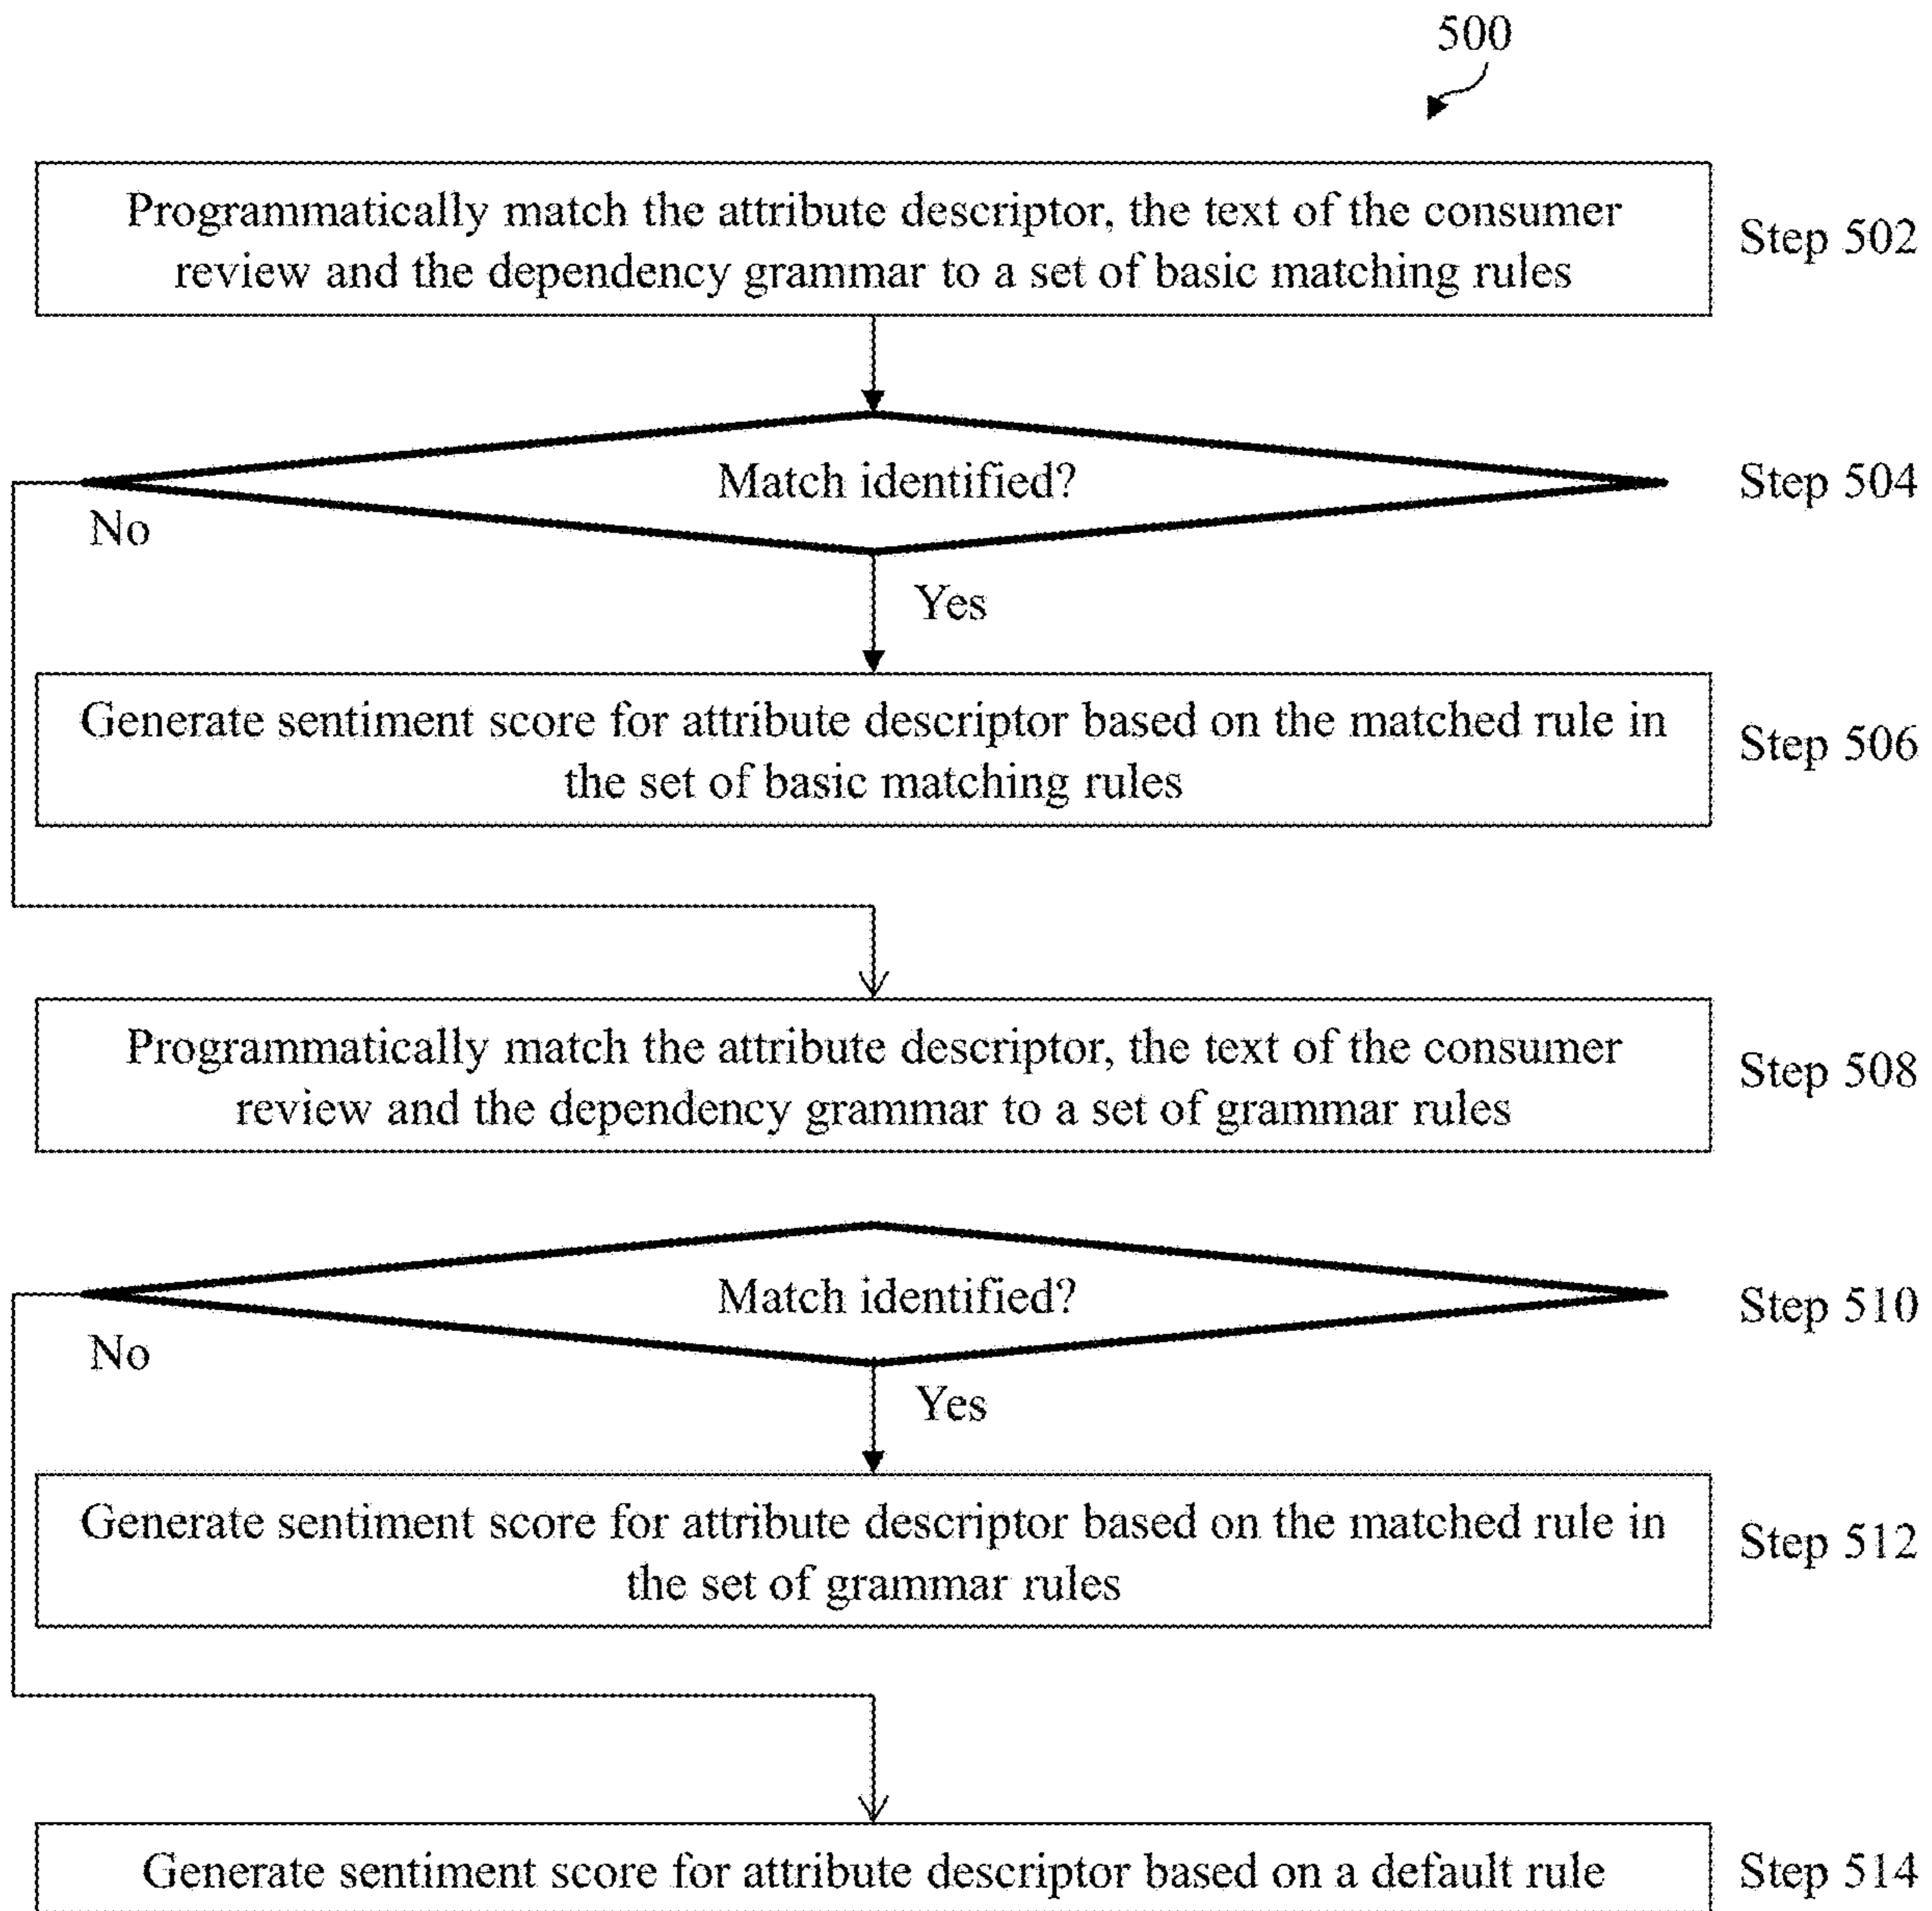 500
Programmatically match the attribute descriptor, the text of the consumer
review and the dependency grammar to a set of basic matching rules
Step 502
Match identified?
Step 504
No
Yes
Generate sentiment score for attribute descriptor based on the matched rule in
the set of basic matching rules
Step 506
Programmatically match the attribute descriptor, the text of the consumer
review and the dependency grammar to a set of grammar rules
Step 508
Match identified?
Step 510
No
Yes
Generate sentiment score for attribute descriptor based on the matched rule in
the set of grammar rules
Step 512
Generate sentiment score for attribute descriptor based on a default rule
Step 514